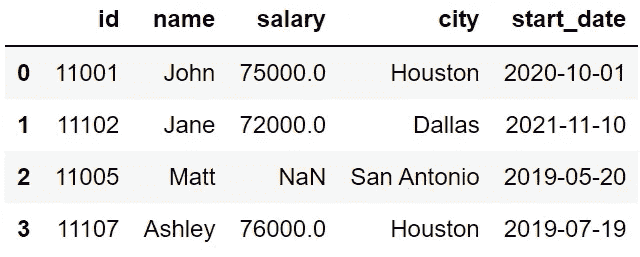 id name salary city start_date
0 11001 John 75000.0 Houston 2020-10-01
1 11102 Jane 72000.0 Dallas 2021-11-10
2 11005 Matt NaN San Antonio 2019-05-20
3 11107 Ashley 76000.0 Houston 2019-07-19